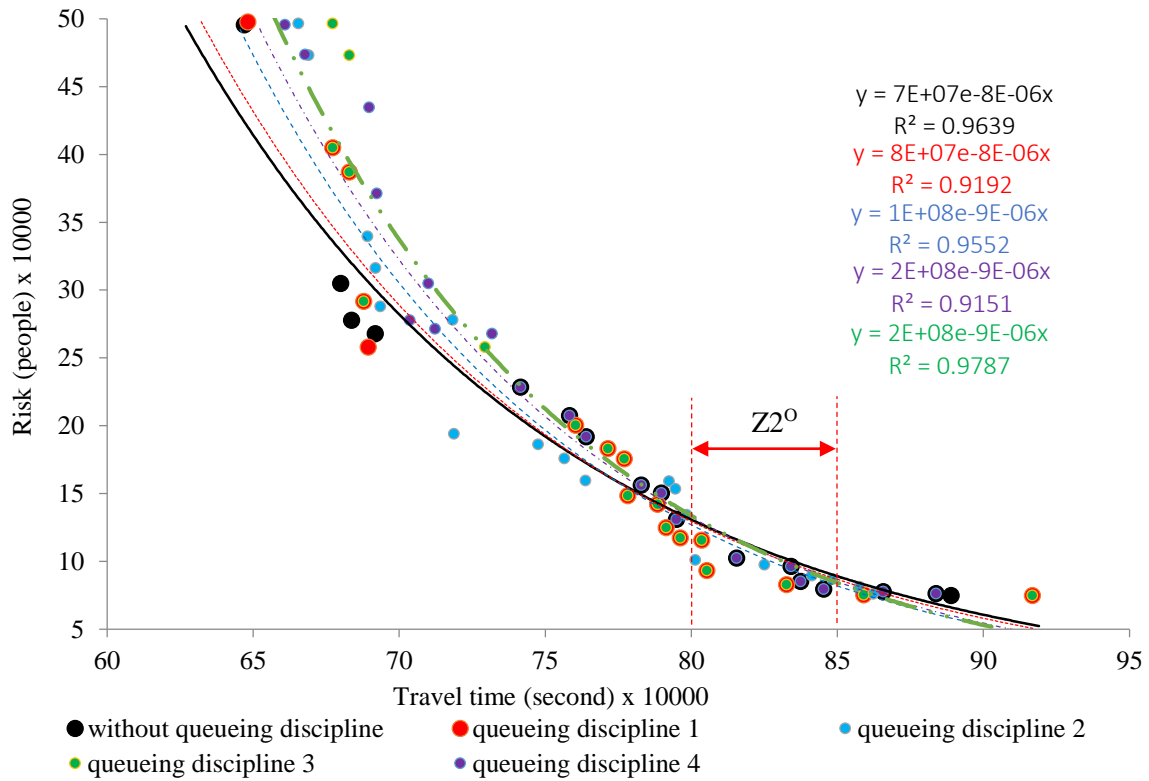 50
45
40
35
30
25
20
15
10
5
Risk (people) x 10000
y = 7E+07e-8E-06x
R² = 0.9639
y = 8E+07e-8E-06x
R² = 0.9192
y = 1E+08e-9E-06x
R² = 0.9552
y = 2E+08e-9E-06x
R² = 0.9151
y = 2E+08e-9E-06x
R² = 0.9787
Z2ᴼ
60 65 70 75 80 85 90 95
Travel time (second) x 10000
without queueing discipline queueing discipline 1 queueing discipline 2
queueing discipline 3 queueing discipline 4